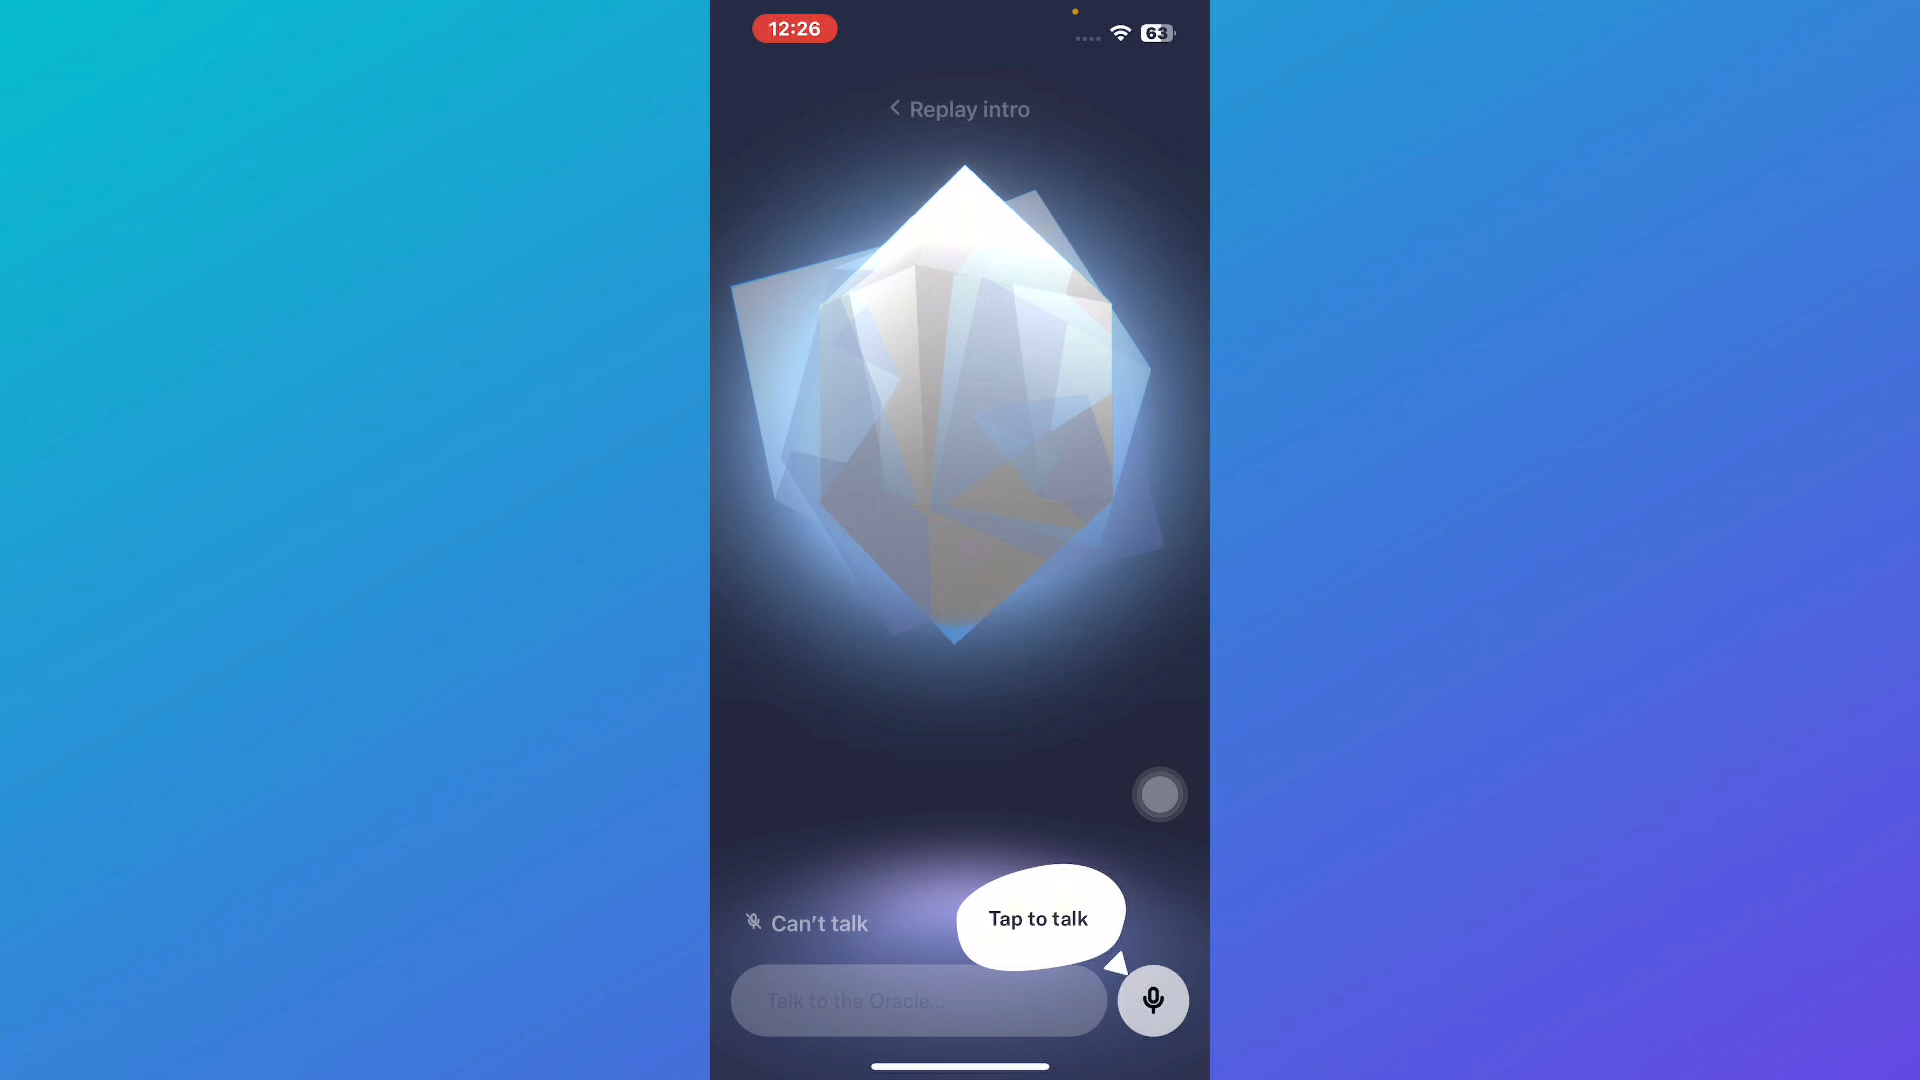 12:26
63
Replay intro
Tap to talk
Can’t talk
Talk to the Oracle...